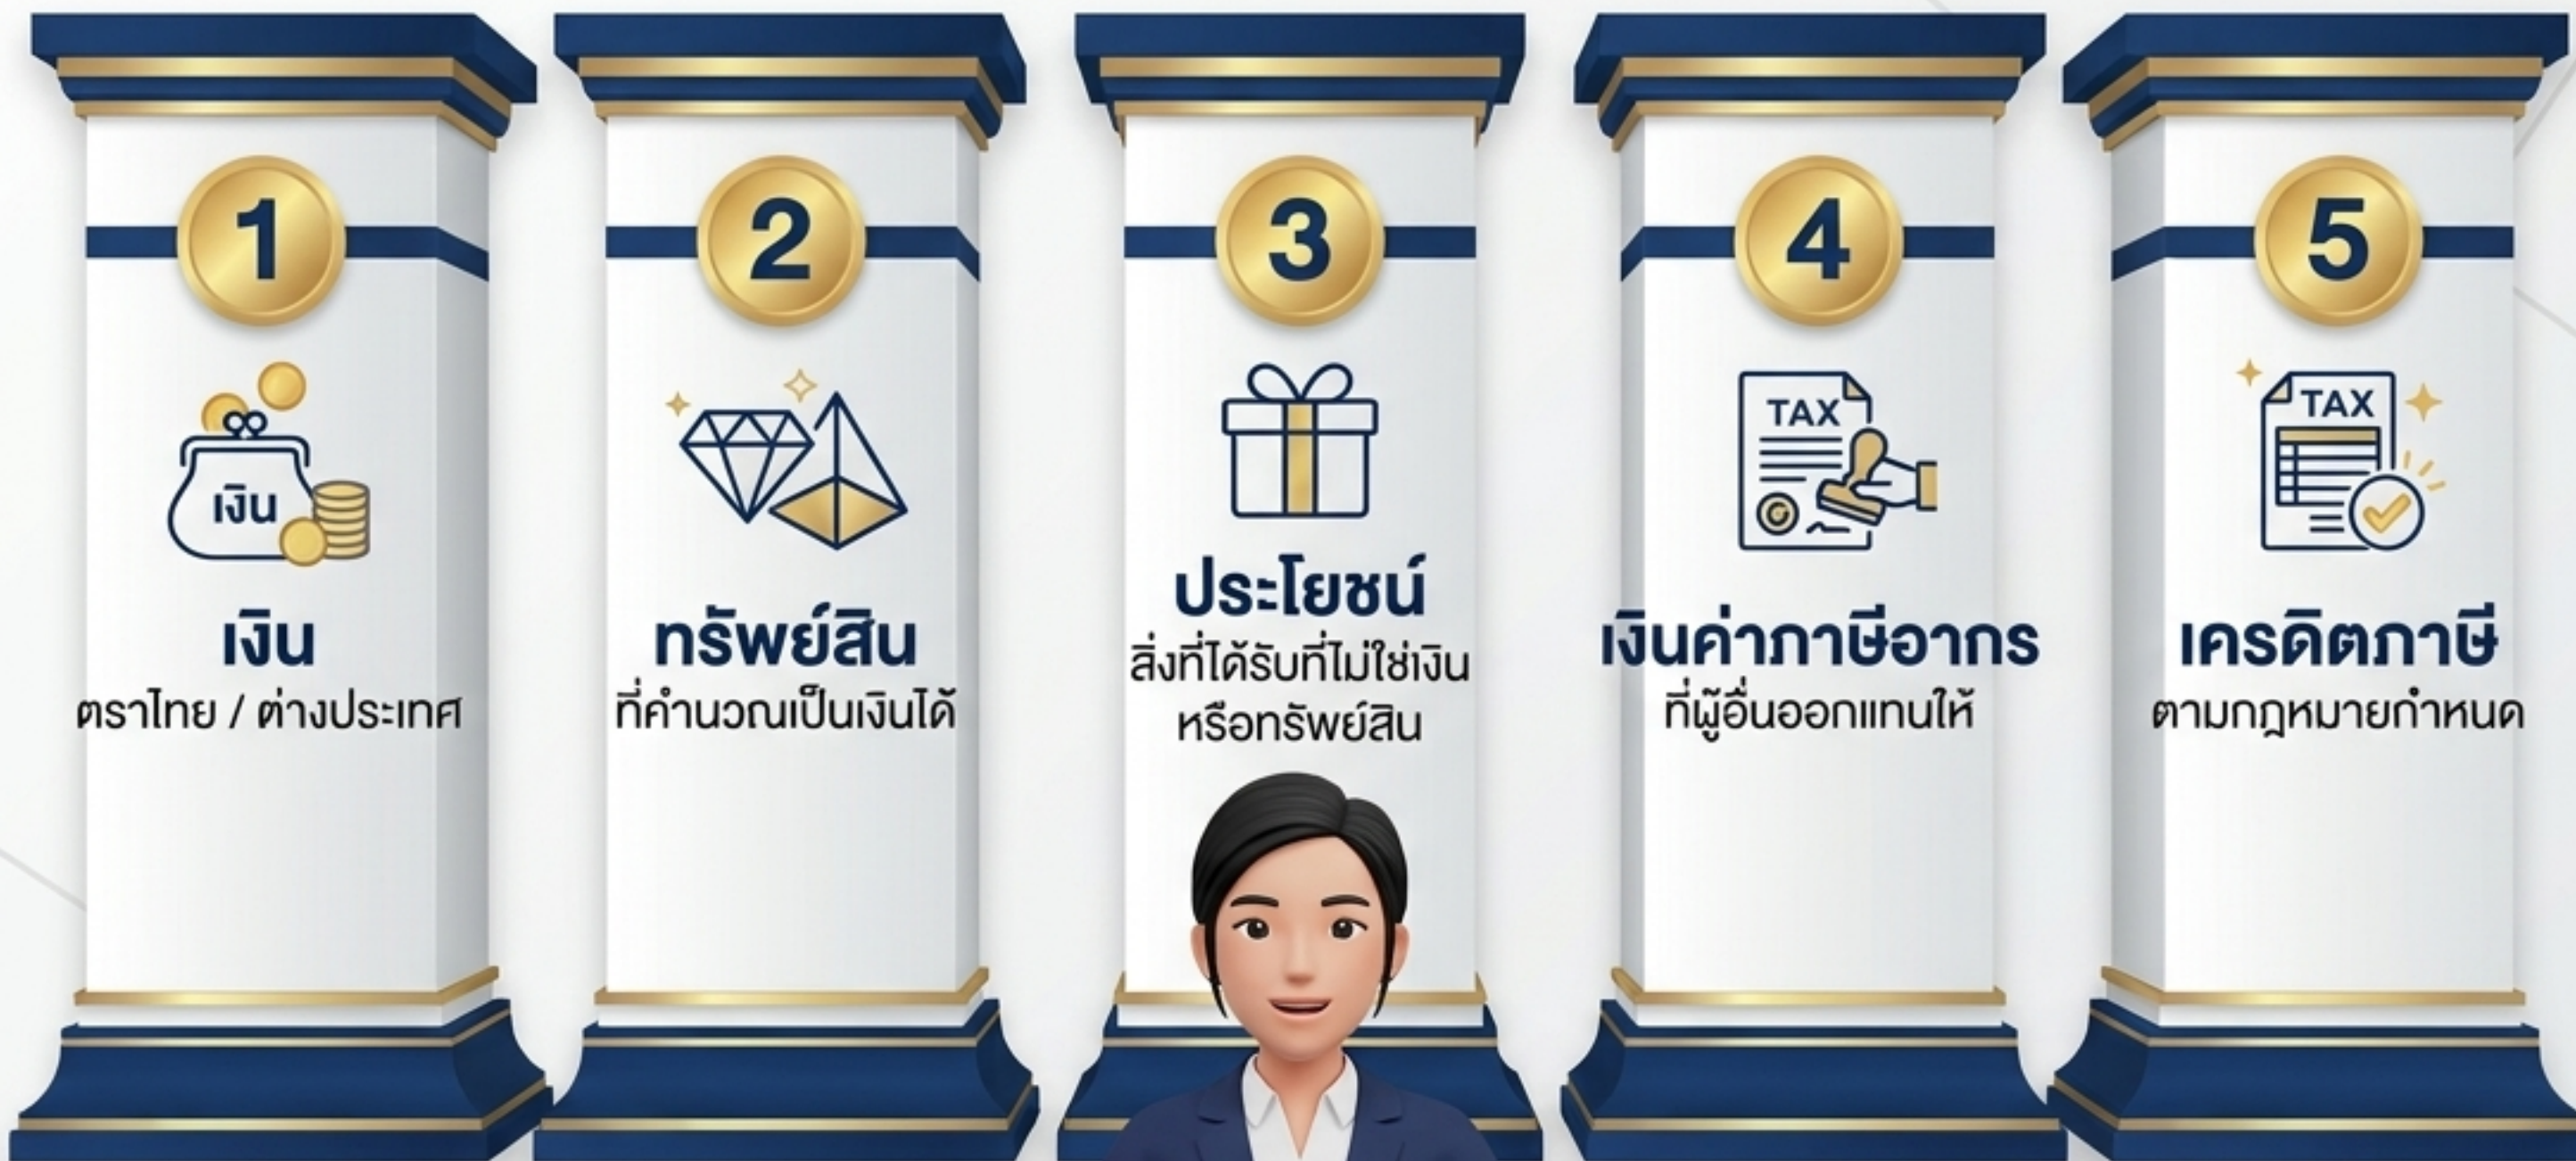 1
เงิน
เงิน
ตราไทย / ต่างประเทศ
2
ทรัพย์สิน
ที่คำนวณเป็นเงินได้
3
ประโยชน์
สิ่งที่ได้รับที่ไม่ใช่เงิน
หรือทรัพย์สิน
4
TAX
เงินค่าภาษีอากร
ที่ผู้อื่นออกแทนให้
5
TAX
เครดิตภาษี
ตามกฎหมายกำหนด